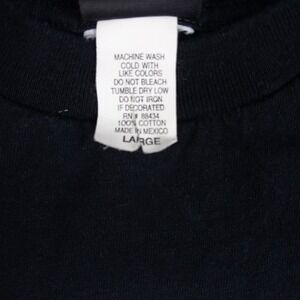 MACHINE WASH
COLD WITH
LIKE COLORS
DO NOT BLEACH
TUMBLE DRY LOW
DO NOT IRON
IF DECORATED
RN# 88434
100% COTTON
MADE IN MEXICO
LARGE